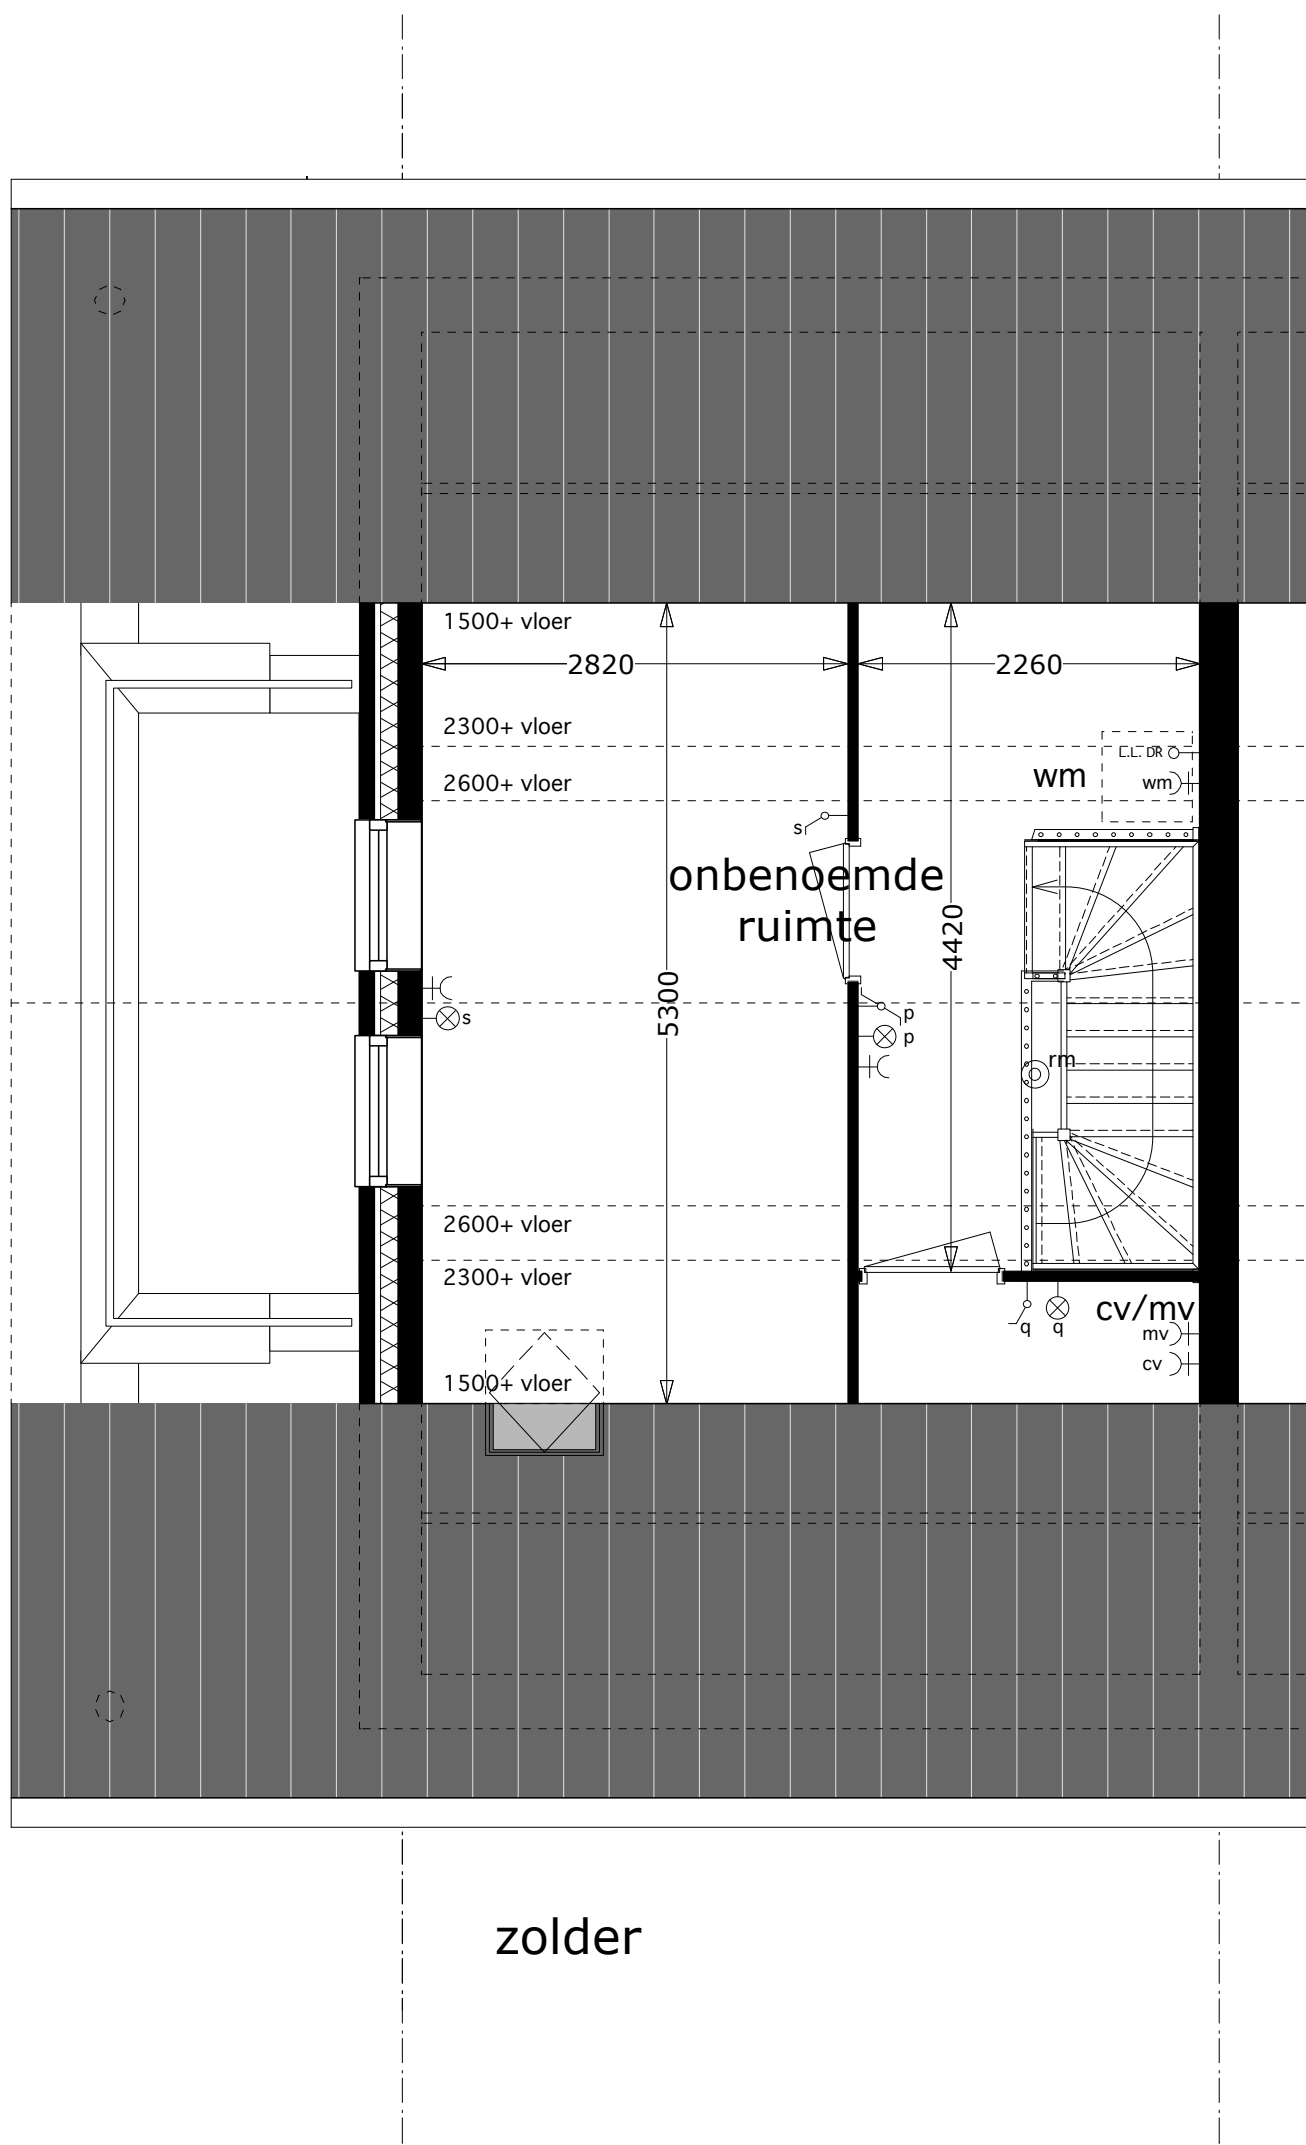 1500+ vloer
2820
2260
2300+ vloer
L.L. DR
wm
wm
2600+ vloer
s
onbenoemde
ruimte
4420
5300
s
p
p
rm
2600+ vloer
2300+ vloer
cv/mv
q
q
mv
cv
1500+ vloer
zolder